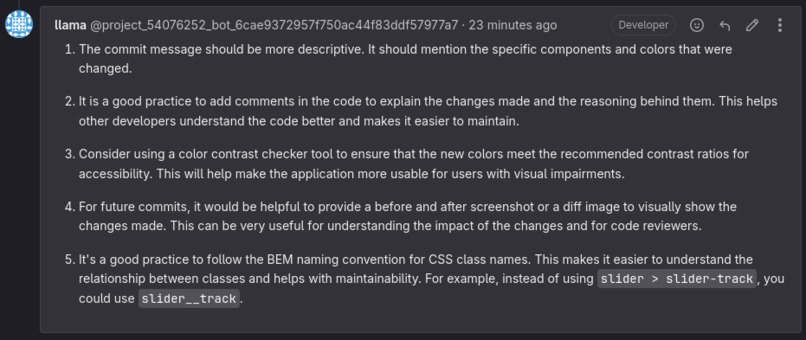 llama @project_54076252_bot_6cae9372957f750ac44f83ddf57977a7 · 23 minutes ago Developer
1. The commit message should be more descriptive. It should mention the specific components and colors that were
changed.
2. It is a good practice to add comments in the code to explain the changes made and the reasoning behind them. This helps
other developers understand the code better and makes it easier to maintain.
3. Consider using a color contrast checker tool to ensure that the new colors meet the recommended contrast ratios for
accessibility. This will help make the application more usable for users with visual impairments.
4. For future commits, it would be helpful to provide a before and after screenshot or a diff image to visually show the
changes made. This can be very useful for understanding the impact of the changes and for code reviewers.
5. It's a good practice to follow the BEM naming convention for CSS class names. This makes it easier to understand the
relationship between classes and helps with maintainability. For example, instead of using slider > slider-track, you
could use slider__track.